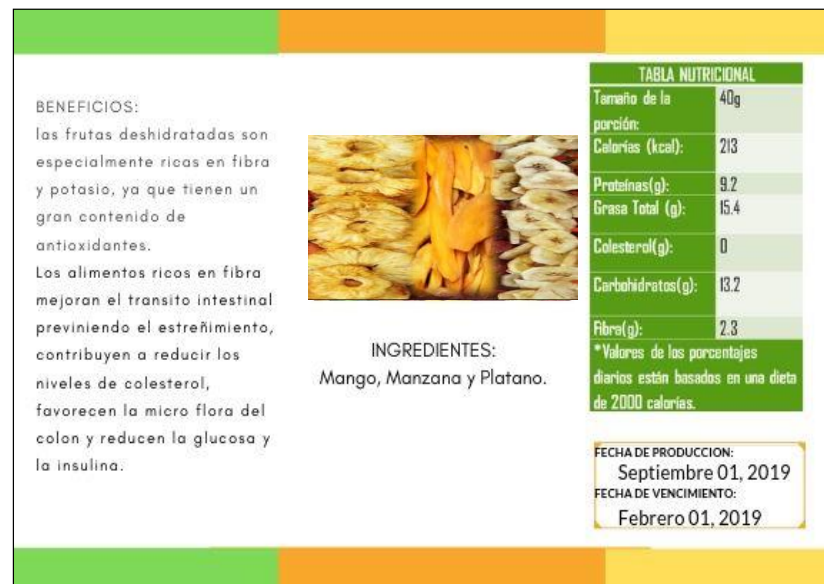 BENEFICIOS:
las frutas deshidratadas son
especialmente ricas en fibra
y potasio, ya que tienen un
gran contenido de
antioxidantes.
Los alimentos ricos en fibra
mejoran el transito intestinal
previniendo el estreñimiento,
contribuyen a reducir los
niveles de colesterol,
favorecen la micro flora del
colon y reducen la glucosa y
la insulina.
INGREDIENTES:
Mango, Manzana y Platano.
TABLA NUTRICIONAL
Tamaño de la porción: 40g
Calorías (kcal): 213
Proteínas(g): 9.2
Grasa Total (g): 15.4
Colesterol(g): 0
Carbohidratos(g): 13.2
Fibra(g): 2.3
*Valores de los porcentajes
diarios están basados en una dieta
de 2000 calorías.
FECHA DE PRODUCCION:
Septiembre 01, 2019
FECHA DE VENCIMIENTO:
Febrero 01, 2019